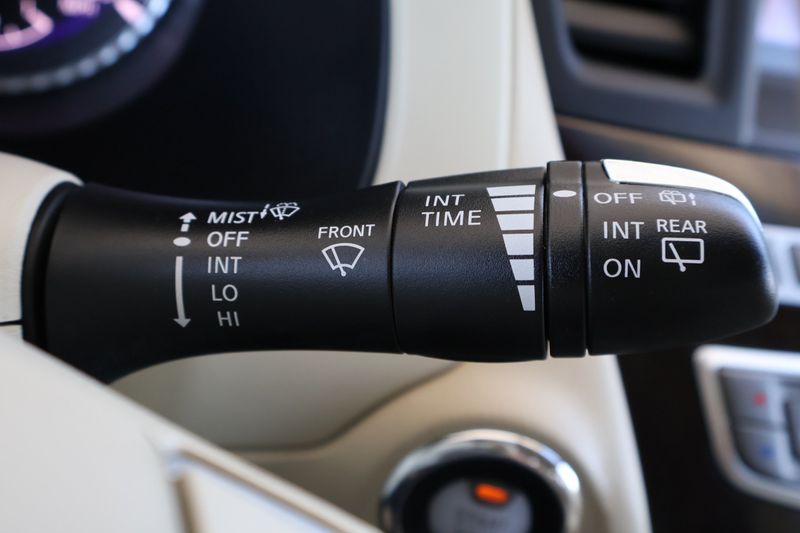 MIST
OFF
INT
LO
HI
FRONT
INT
TIME
OFF
INT REAR
ON